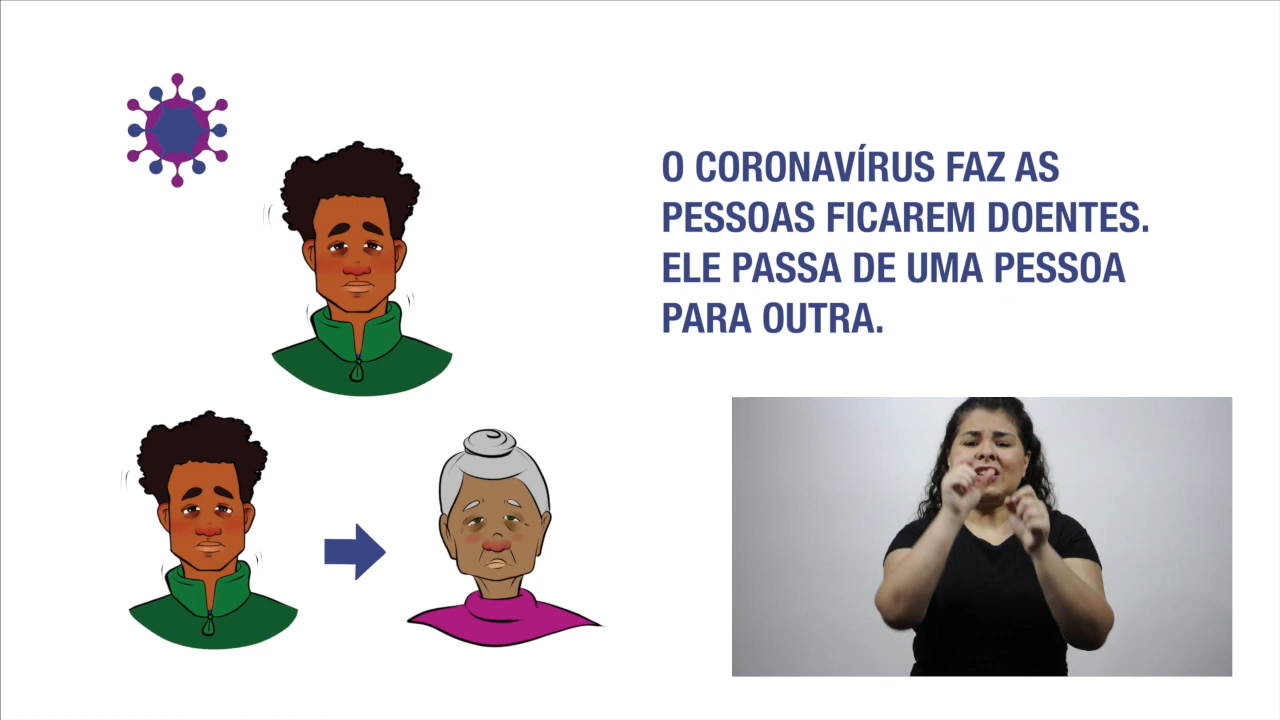 O CORONAVÍRUS FAZ AS
PESSOAS FICAREM DOENTES.
ELE PASSA DE UMA PESSOA
PARA OUTRA.